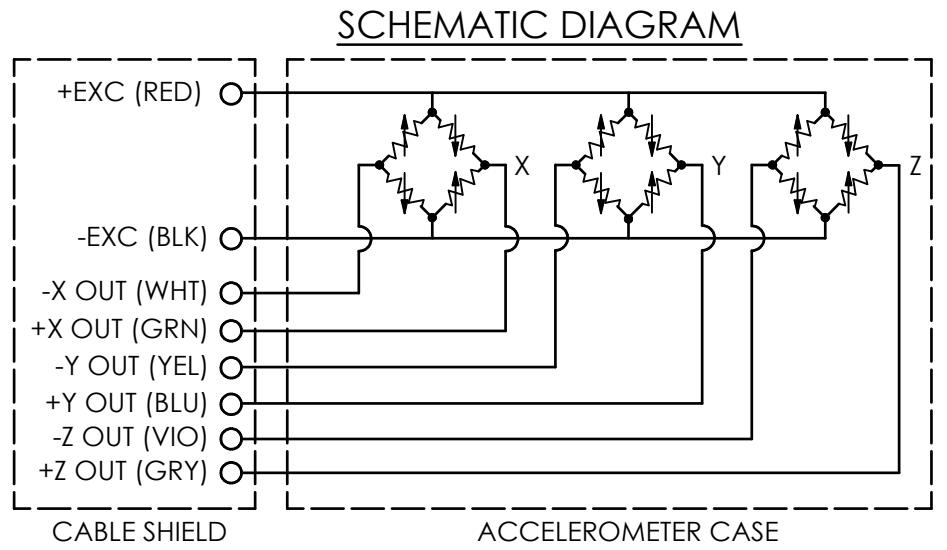 SCHEMATIC DIAGRAM
+EXC (RED)
X
Y
Z
-EXC (BLK)
-X OUT (WHT)
+X OUT (GRN)
-Y OUT (YEL)
+Y OUT (BLU)
-Z OUT (VIO)
+Z OUT (GRY)
CABLE SHIELD
ACCELEROMETER CASE